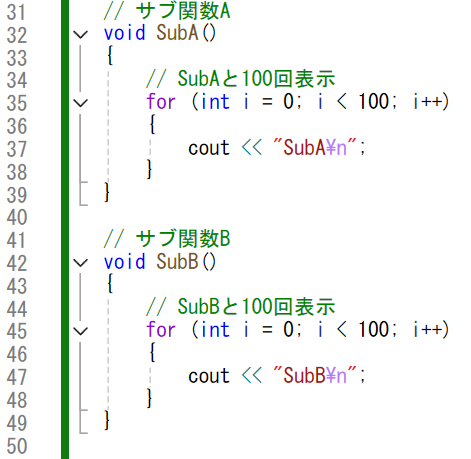 31 // サブ関数A
32 void SubA()
33 {
34 // SubAと100回表示
35 for (int i = 0; i < 100; i++)
36 {
37 cout << "SubA¥n";
38 }
39 }
40
41 // サブ関数B
42 void SubB()
43 {
44 // SubBと100回表示
45 for (int i = 0; i < 100; i++)
46 {
47 cout << "SubB¥n";
48 }
49 }
50